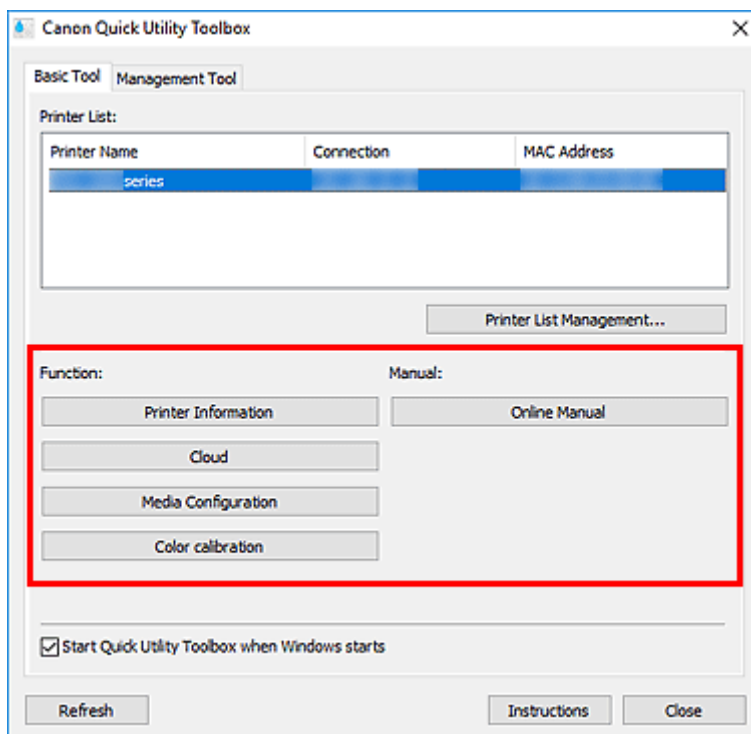 Canon Quick Utility Toolbox
Basic Tool Management Tool
Printer List:
Printer Name Connection MAC Address
series
Printer List Management...
Function: Manual:
Printer Information Online Manual
Cloud
Media Configuration
Color calibration
Start Quick Utility Toolbox when Windows starts
Refresh Instructions Close